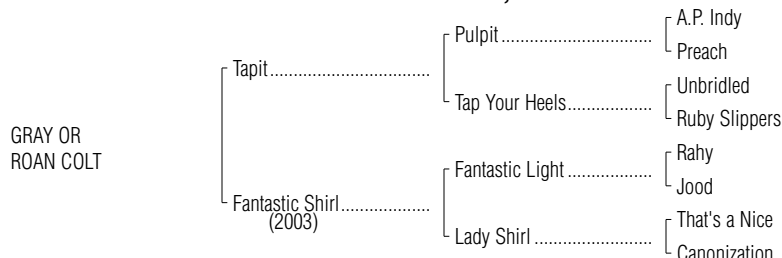 GRAY OR
ROAN COLT
Tapit
Fantastic Shirl
(2003)
Pulpit
Tap Your Heels
Fantastic Light
Lady Shirl
A.P. Indy
Preach
Unbridled
Ruby Slippers
Rahy
Jood
That's a Nice
Canonization